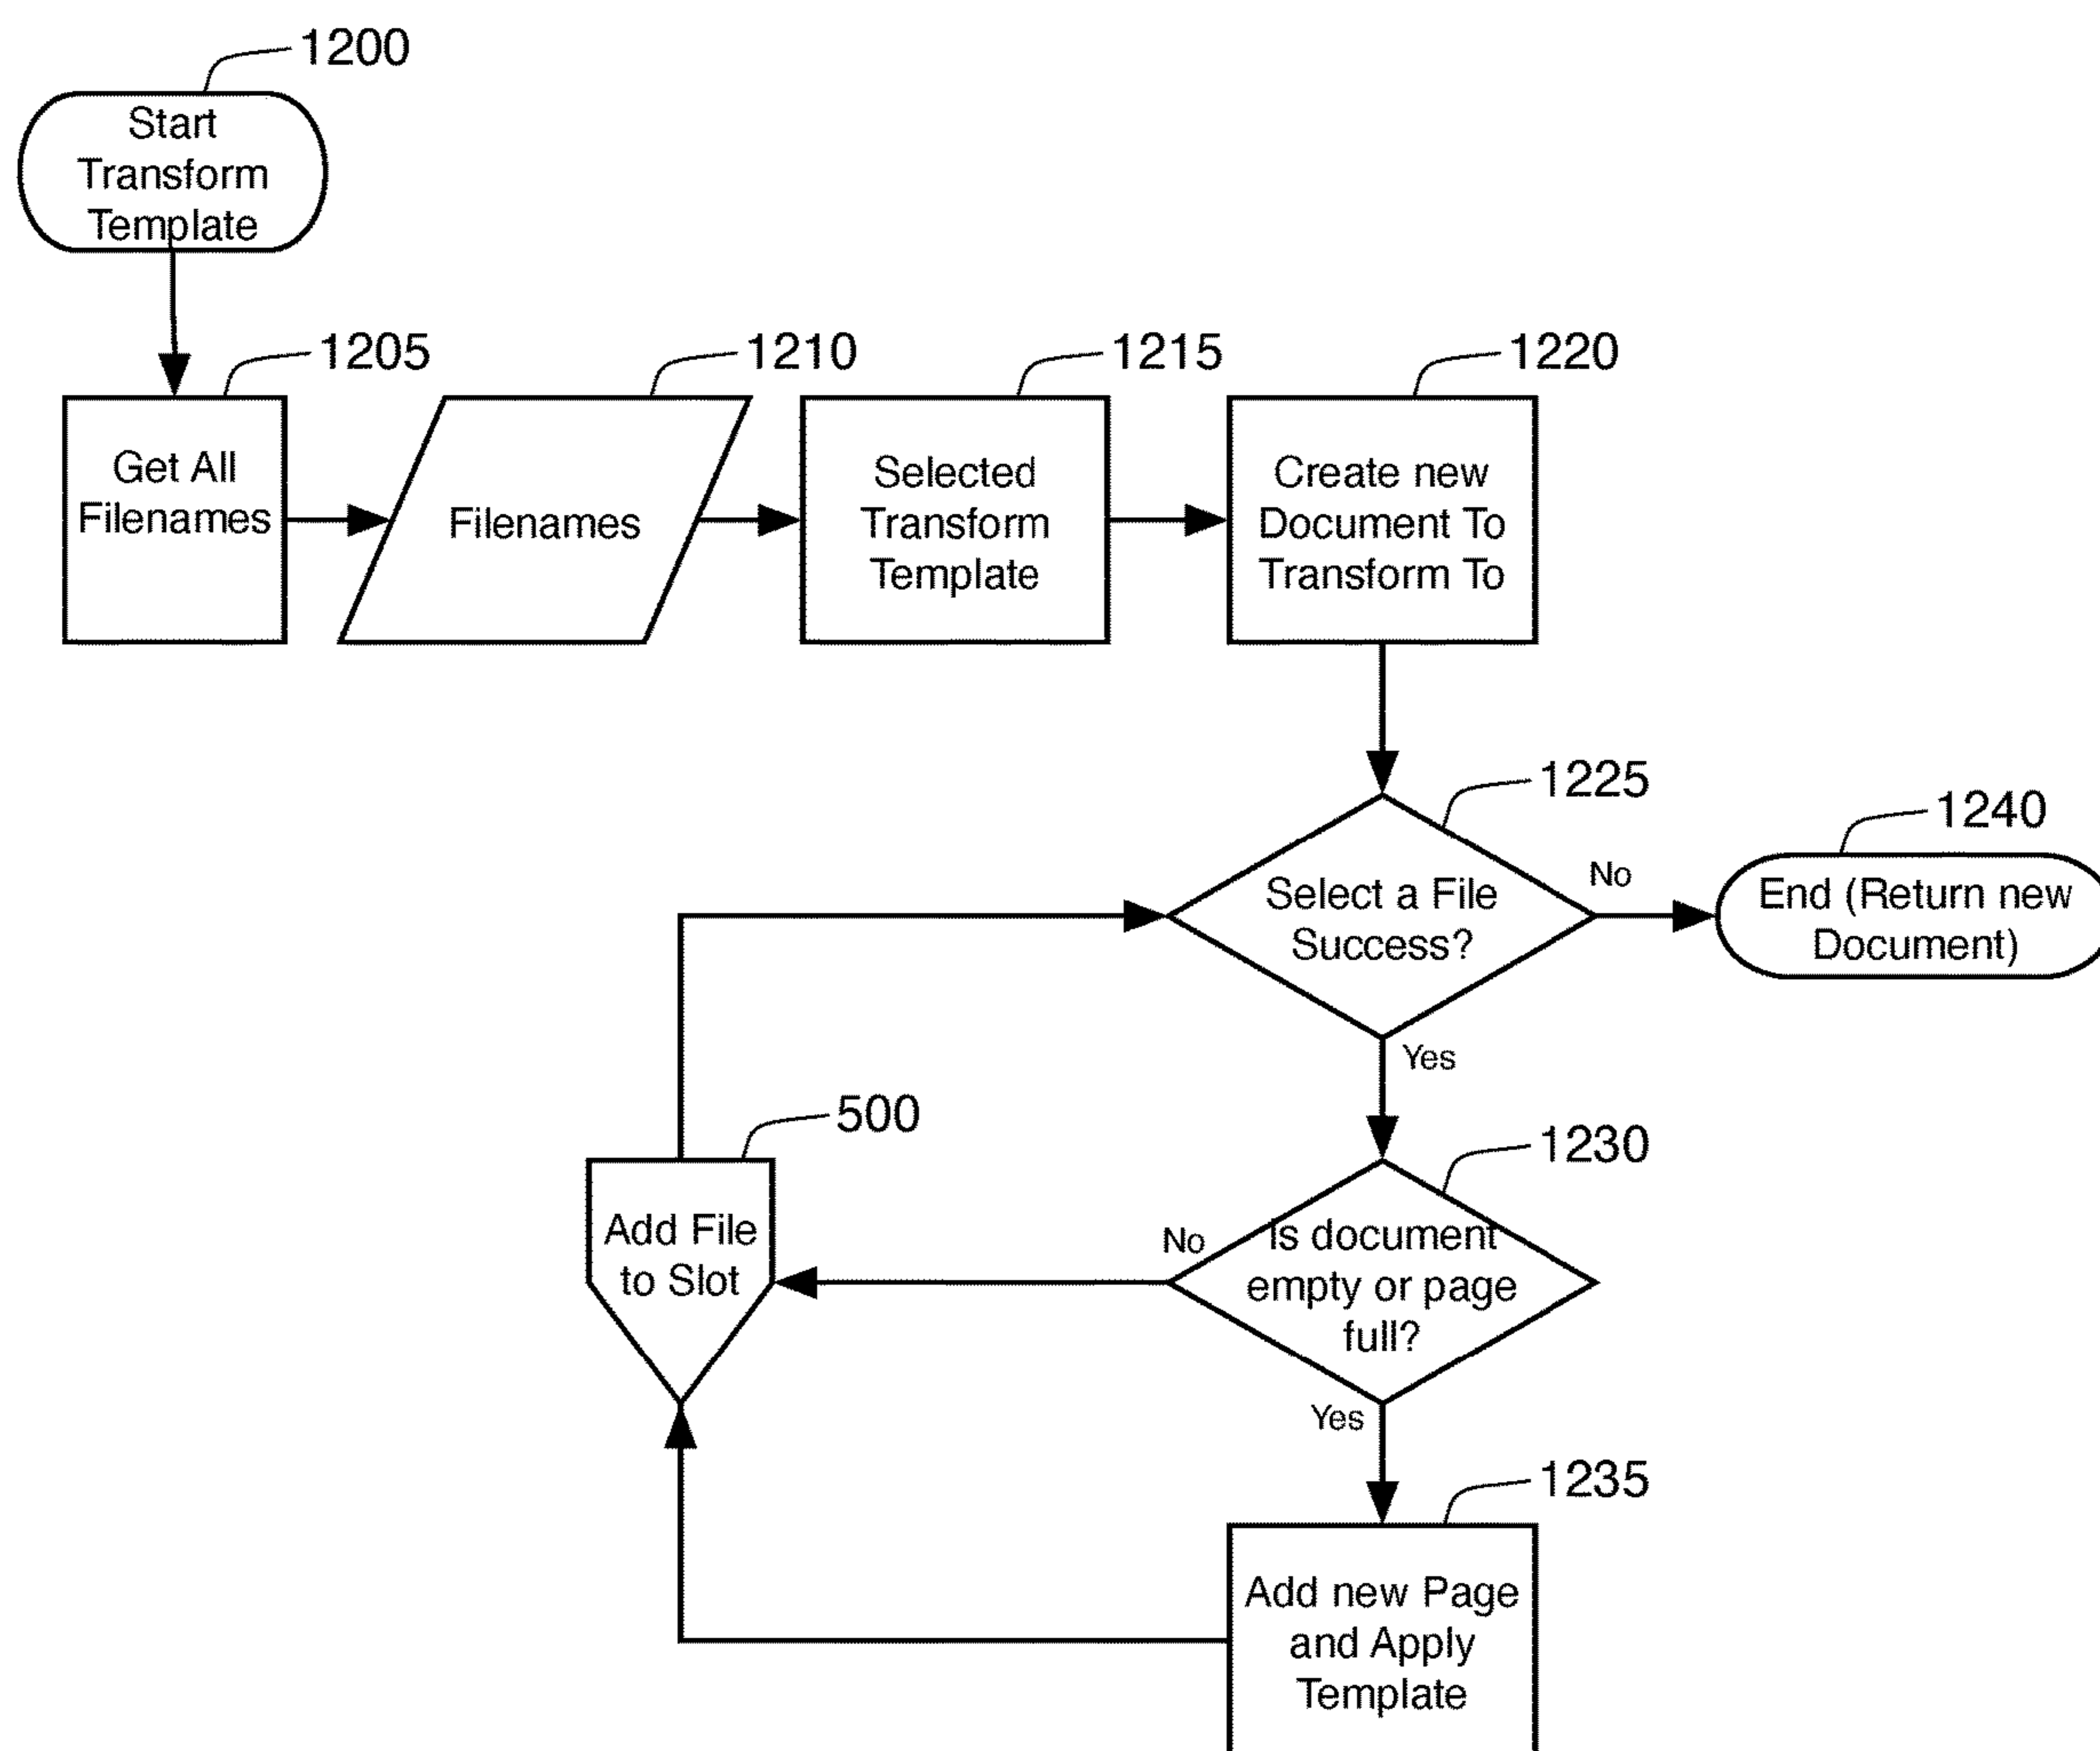 1200
Start
Transform
Template
1205
Get All
Filenames
1210
Filenames
1215
Selected
Transform
Template
1220
Create new
Document To
Transform To
1225
Select a File
Success?
No
1240
End (Return new
Document)
Yes
500
Add File
to Slot
1230
Is document
empty or page
full?
No
Yes
1235
Add new Page
and Apply
Template